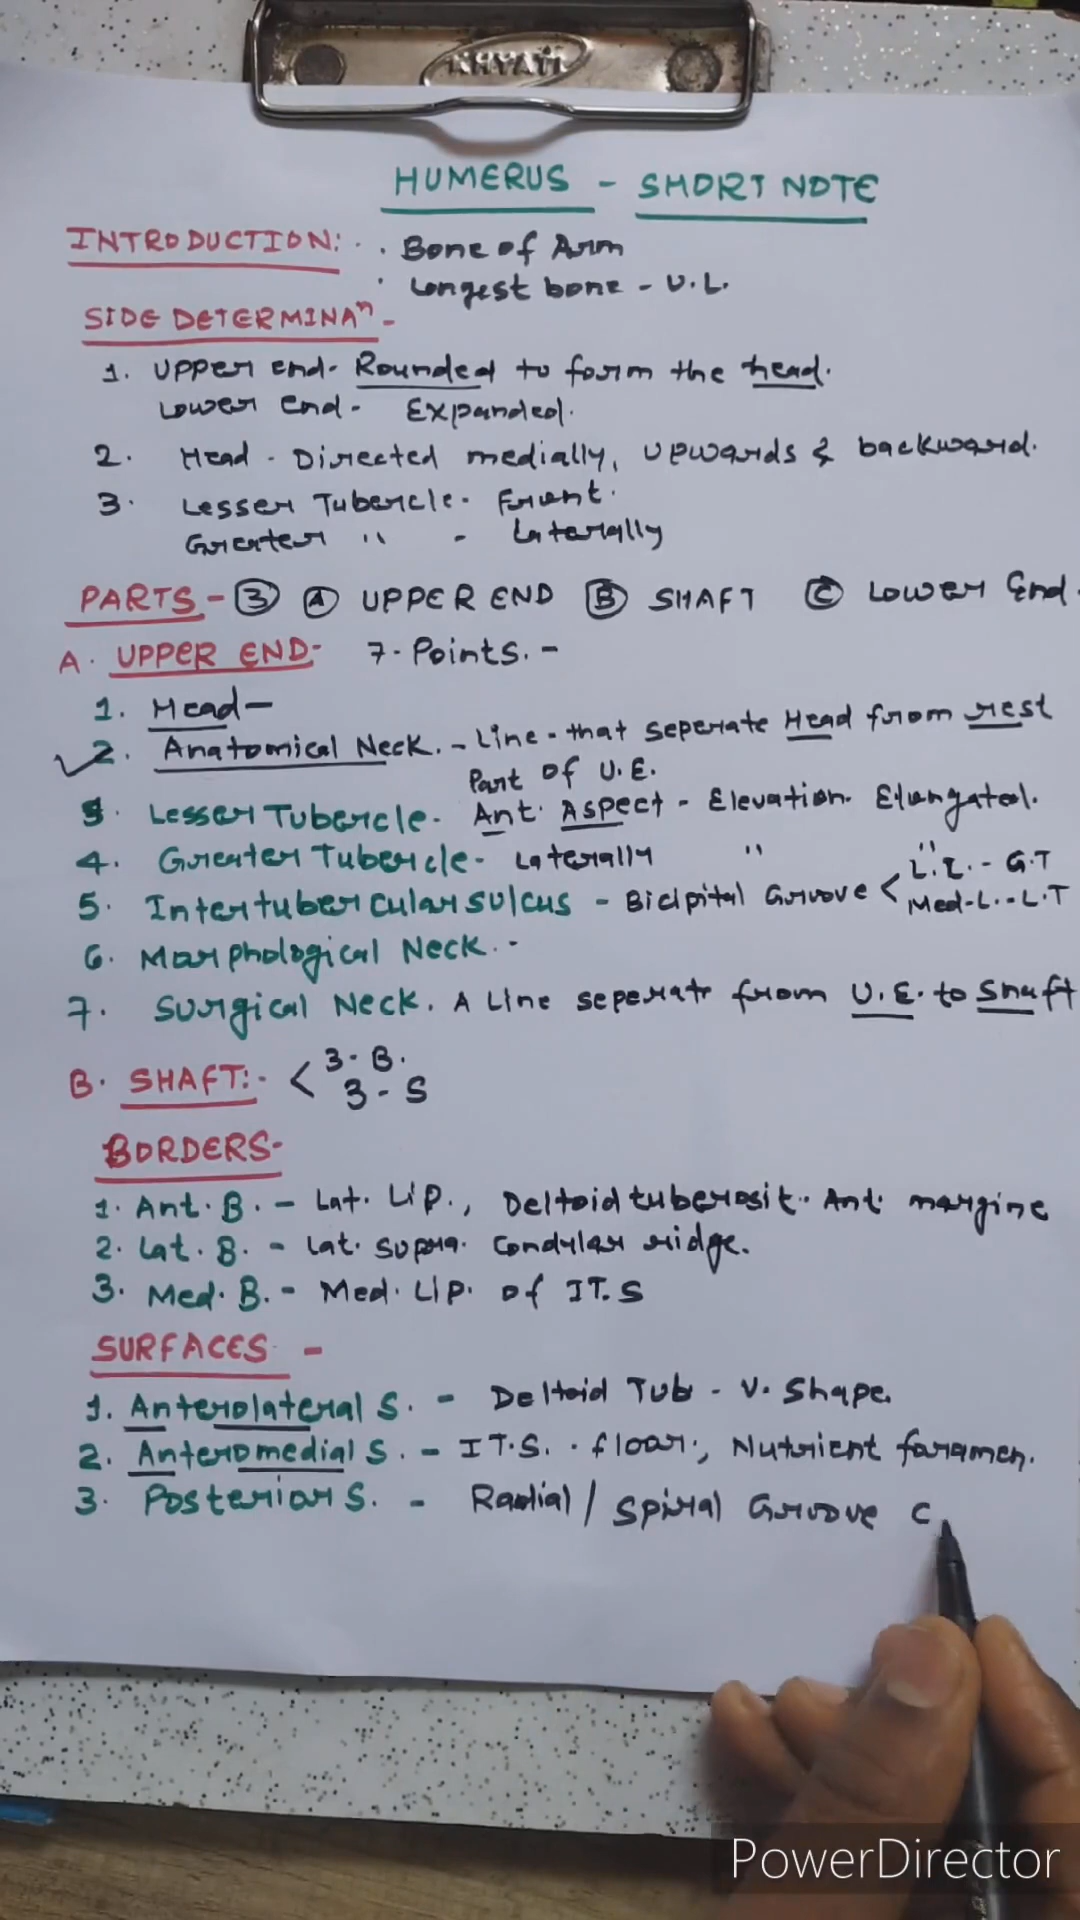 KHYATI
HUMERUS - SHORT NOTE
INTRODUCTION:- . Bone of Arm
. Longest bone - U.L.
SIDE DETERMINAⁿ -
1. Upper end- Rounded to form the head.
Lower end- Expanded.
2. Head - Directed medially, upwards & backward.
3. Lesser Tubercle- Front.
Greater " - Laterally
PARTS - ③ Ⓐ UPPER END Ⓑ SHAFT Ⓒ Lower End.
A. UPPER END- 7-Points. -
1. Head-
2. Anatomical Neck. - Line-that seperate Head from rest
Part of U.E.
3. Lesser Tubercle- Ant. Aspect - Elevation. Elongated.
4. Greater Tubercle- Laterally " "
5. Intertubercular sulcus - Bicipital Groove < L.L. - G.T
Med-L.-L.T
6. Morphological Neck. -
7. Surgical Neck. A Line seperate from U.E. to Shaft
B. SHAFT:- < 3-B.
3-S
BORDERS-
1. Ant. B. - Lat. Lip., Deltoid tuberosit. Ant. margine
2. Lat. B. - Lat. supra. Condylar ridge.
3. Med. B. - Med. Lip. of IT.S
SURFACES -
1. Anterolateral S. - Deltoid Tub - V. Shape.
2. Anteromedial S. - IT.S. floor, Nutrient foramen.
3. Posterior S. - Radial / Spiral Groove C
PowerDirector